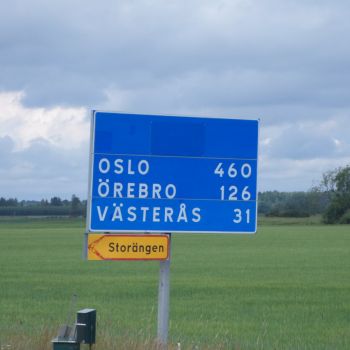 OSLO 460
ÖREBRO 126
VÄSTERÅS 31
Storängen